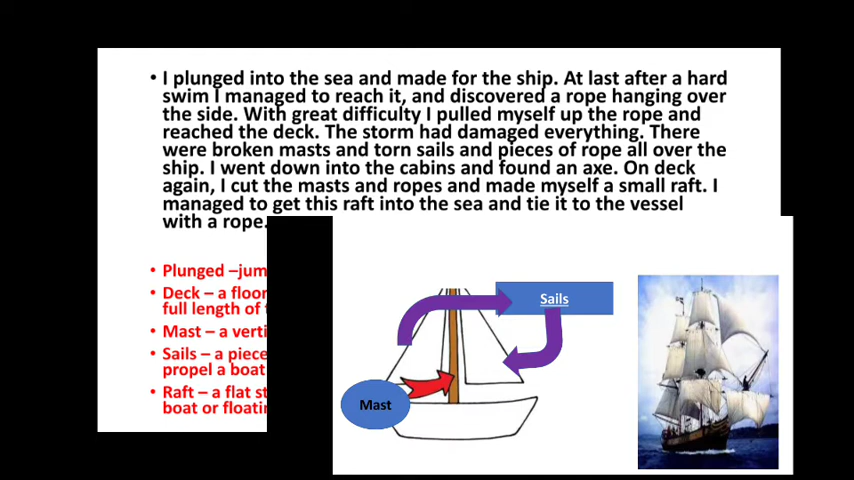 • I plunged into the sea and made for the ship. At last after a hard
swim I managed to reach it, and discovered a rope hanging over
the side. With great difficulty I pulled myself up the rope and
reached the deck. The storm had damaged everything. There
were broken masts and torn sails and pieces of rope all over the
ship. I went down into the cabins and found an axe. On deck
again, I cut the masts and ropes and made myself a small raft. I
managed to get this raft into the sea and tie it to the vessel
with a rope.
• Plunged –jum
• Deck – a floor
full length of
• Mast – a verti
• Sails – a piece
propel a boat
• Raft – a flat st
boat or floatin
Sails
Mast